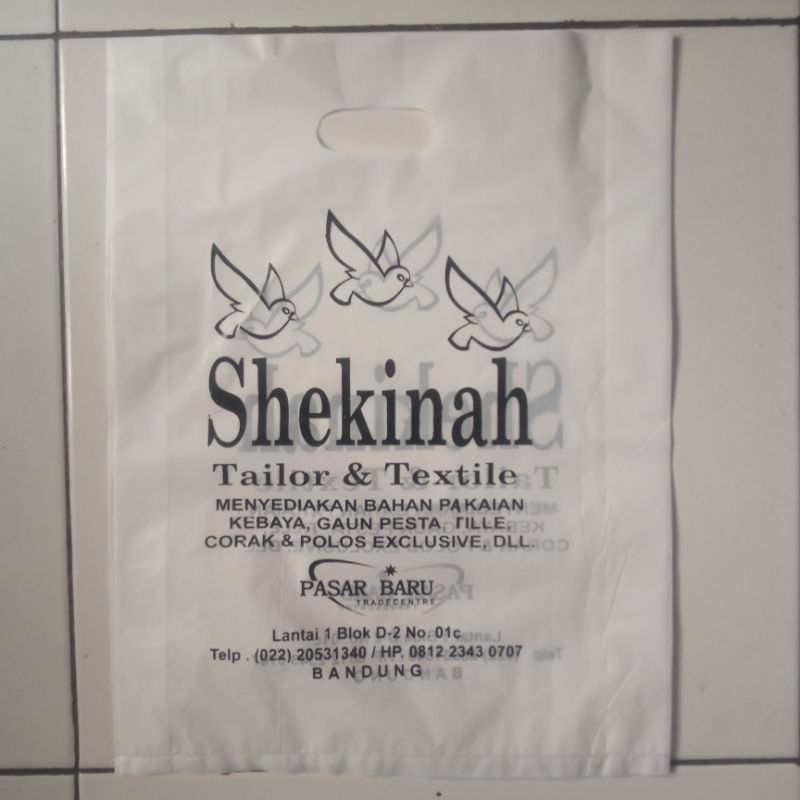 Shekinah
Tailor & Textile
MENYEDIAKAN BAHAN PAKAIAN
KEBAYA, GAUN PESTA, TILLE,
CORAK & POLOS EXCLUSIVE, DLL.
PASAR BARU
TRADECENTRE
Lantai 1 Blok D-2 No. 01c
Telp . (022) 20531340 / HP. 0812 2343 0707
BANDUNG